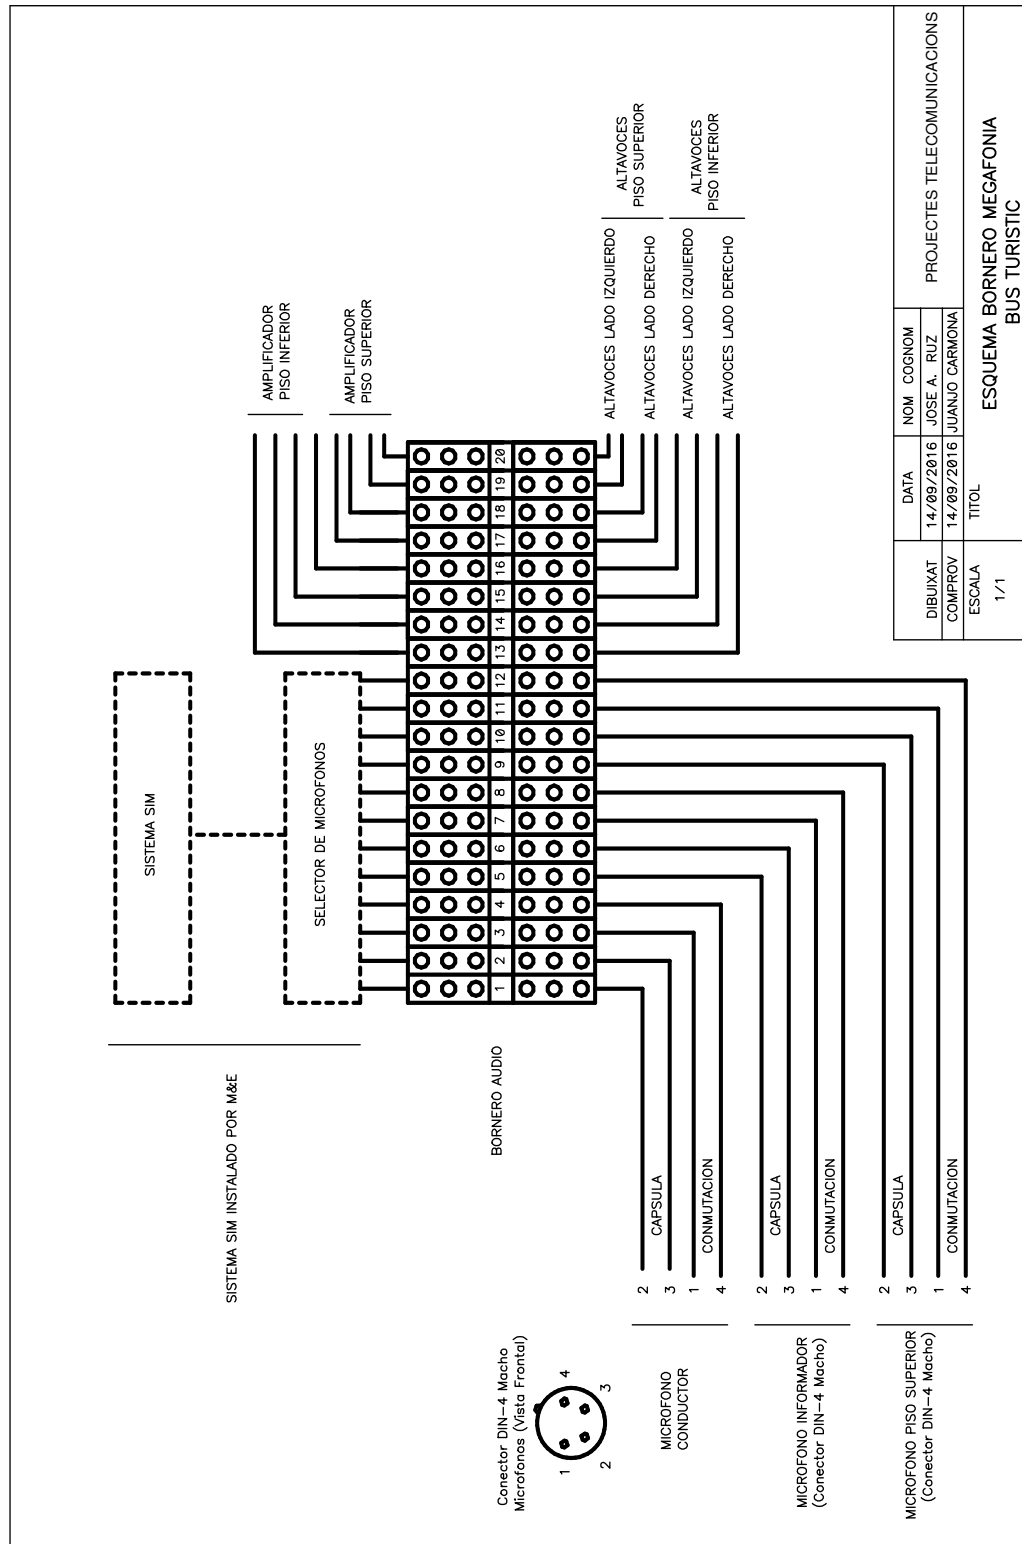 SISTEMA SIM INSTALADO POR M&E
SISTEMA SIM
SELECTOR DE MICROFONOS
AMPLIFICADOR
PISO INFERIOR
AMPLIFICADOR
PISO SUPERIOR
BORNERO AUDIO
1 2 3 4 5 6 7 8 9 10 11 12 13 14 15 16 17 18 19 20
Conector DIN-4 Macho
Microfonos (Vista Frontal)
1 4
2 3
MICROFONO
CONDUCTOR
2
CAPSULA
3
1
CONMUTACION
4
MICROFONO INFORMADOR
(Conector DIN-4 Macho)
2
CAPSULA
3
1
CONMUTACION
4
MICROFONO PISO SUPERIOR
(Conector DIN-4 Macho)
2
CAPSULA
3
1
CONMUTACION
4
ALTAVOCES LADO IZQUIERDO
ALTAVOCES LADO DERECHO
ALTAVOCES
PISO SUPERIOR
ALTAVOCES LADO IZQUIERDO
ALTAVOCES LADO DERECHO
ALTAVOCES
PISO INFERIOR
DATA NOM COGNOM
DIBUIXAT 14/09/2016 JOSE A. RUZ
COMPROV 14/09/2016 JUANJO CARMONA
PROJECTES TELECOMUNICACIONS
ESCALA
1/1
TITOL
ESQUEMA BORNERO MEGAFONIA
BUS TURISTIC